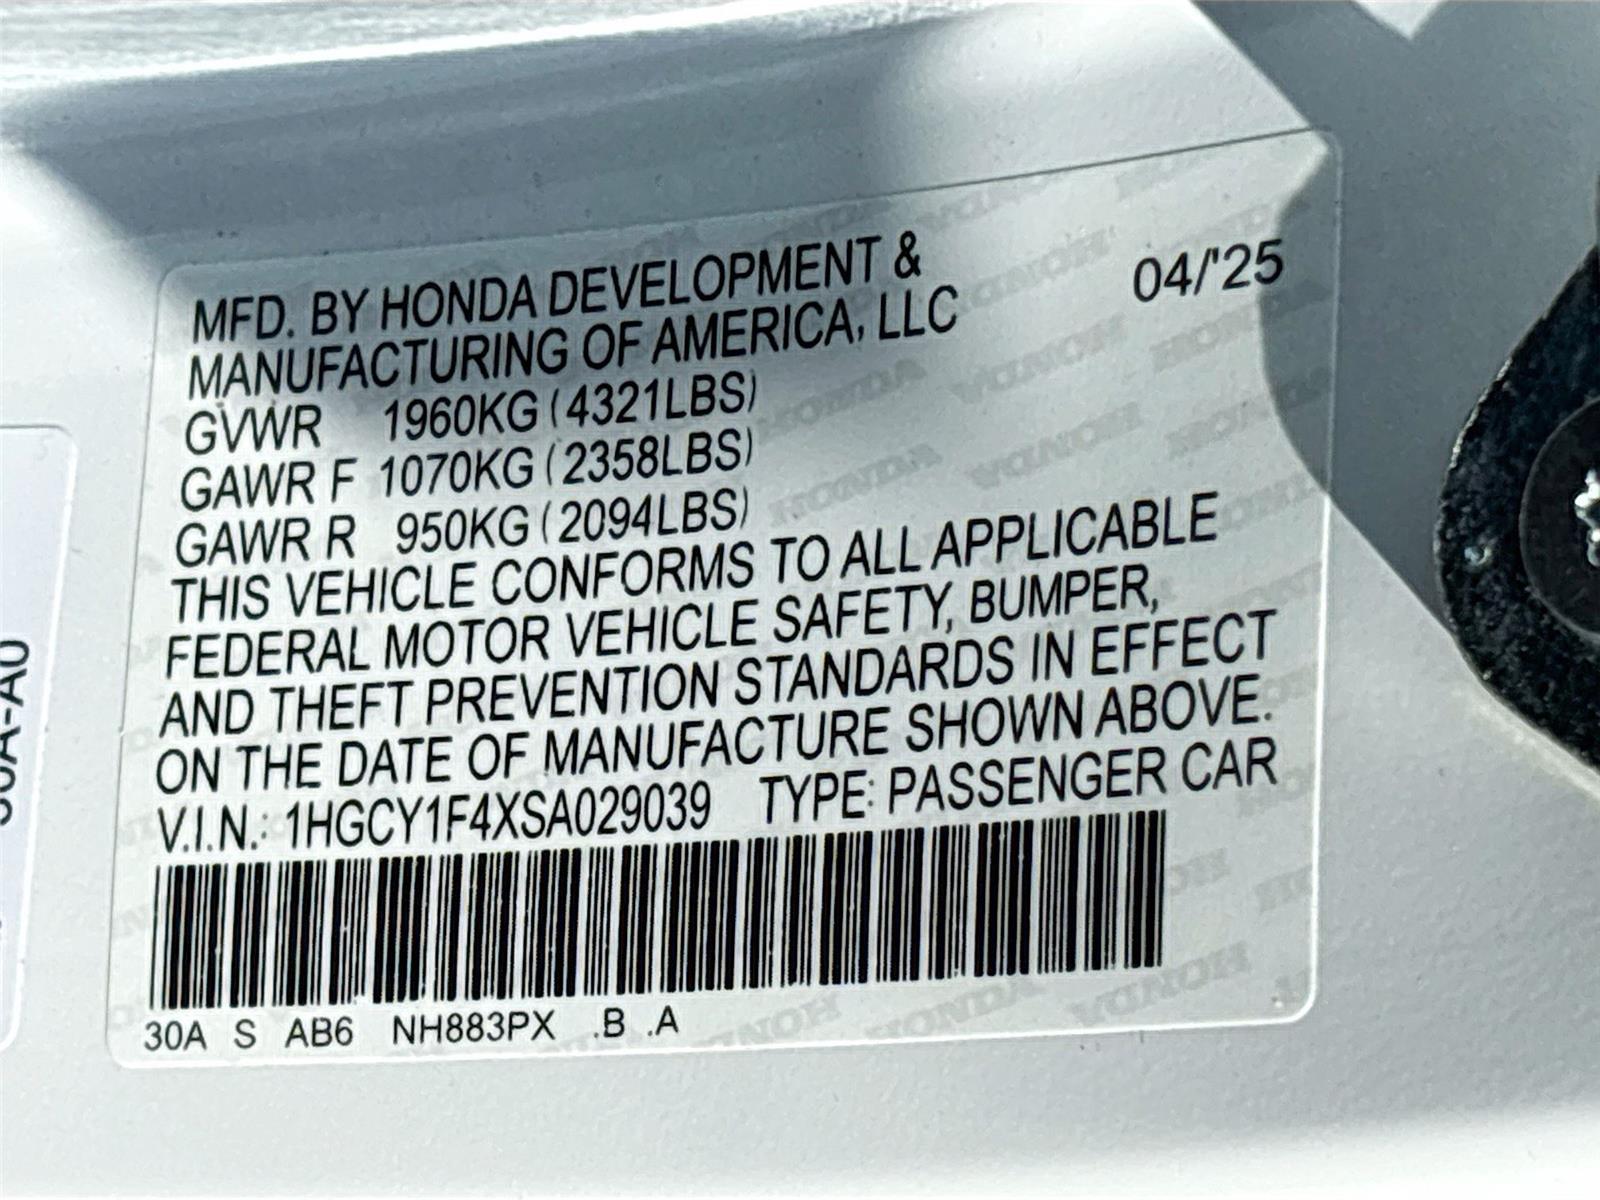 MFD. BY HONDA DEVELOPMENT & 04/'25
MANUFACTURING OF AMERICA, LLC
GVWR 1960KG (4321LBS)
GAWR F 1070KG (2358LBS)
GAWR R 950KG (2094LBS)
THIS VEHICLE CONFORMS TO ALL APPLICABLE
FEDERAL MOTOR VEHICLE SAFETY, BUMPER,
AND THEFT PREVENTION STANDARDS IN EFFECT
ON THE DATE OF MANUFACTURE SHOWN ABOVE.
V.I.N.: 1HGCY1F4XSA029039 TYPE: PASSENGER CAR
30A S AB6 NH883PX .B .A